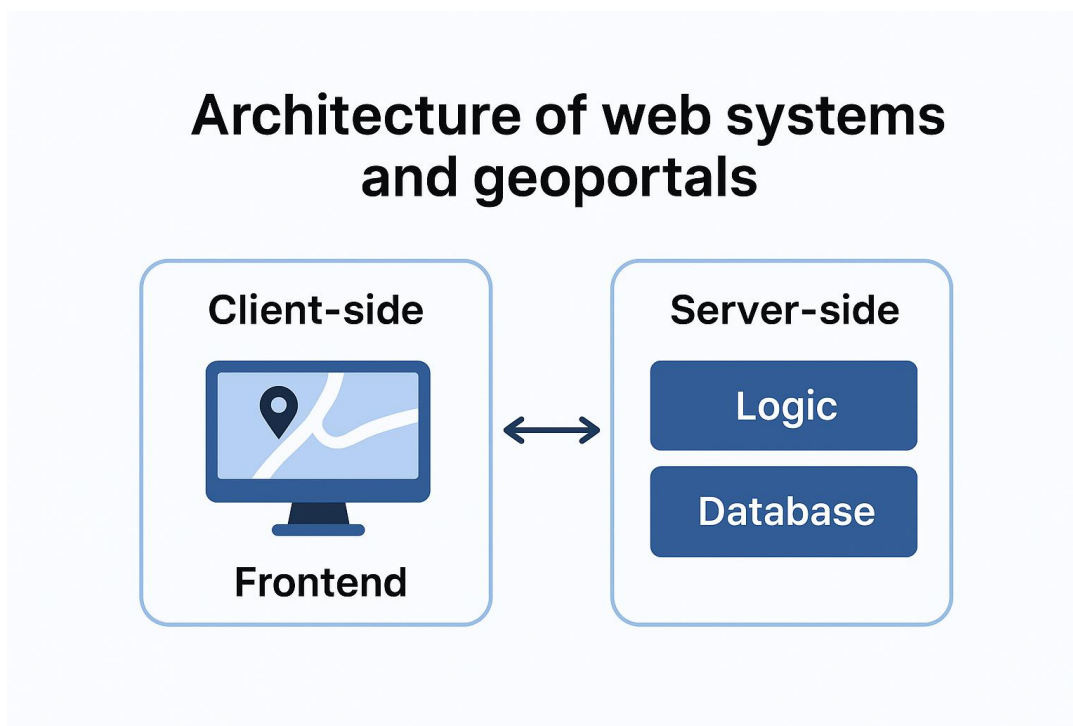 Architecture of web systems
and geoportals
Client-side
Frontend
Server-side
Logic
Database